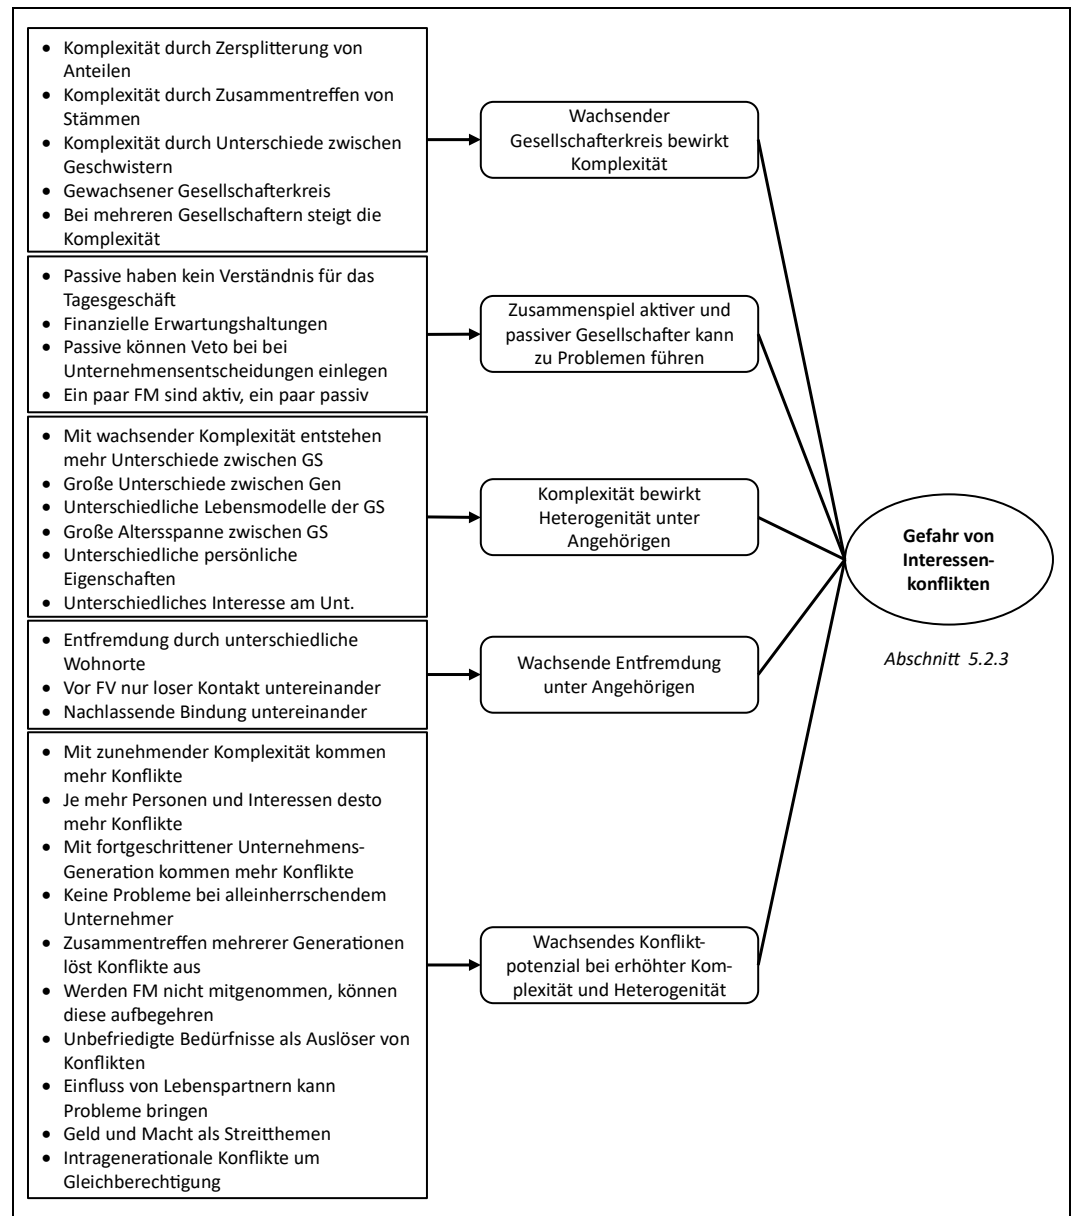 • Komplexität durch Zersplitterung von
Anteilen
• Komplexität durch Zusammentreffen von
Stämmen
• Komplexität durch Unterschiede zwischen
Geschwistern
• Gewachsener Gesellschafterkreis
• Bei mehreren Gesellschaftern steigt die
Komplexität
Wachsender
Gesellschafterkreis bewirkt
Komplexität
• Passive haben kein Verständnis für das
Tagesgeschäft
• Finanzielle Erwartungshaltungen
• Passive können Veto bei bei
Unternehmensentscheidungen einlegen
• Ein paar FM sind aktiv, ein paar passiv
Zusammenspiel aktiver und
passiver Gesellschafter kann
zu Problemen führen
• Mit wachsender Komplexität entstehen
mehr Unterschiede zwischen GS
• Große Unterschiede zwischen Gen
• Unterschiedliche Lebensmodelle der GS
• Große Altersspanne zwischen GS
• Unterschiedliche persönliche
Eigenschaften
• Unterschiedliches Interesse am Unt.
Komplexität bewirkt
Heterogenität unter
Angehörigen
• Entfremdung durch unterschiedliche
Wohnorte
• Vor FV nur loser Kontakt untereinander
• Nachlassende Bindung untereinander
Wachsende Entfremdung
unter Angehörigen
• Mit zunehmender Komplexität kommen
mehr Konflikte
• Je mehr Personen und Interessen desto
mehr Konflikte
• Mit fortgeschrittener Unternehmens-
Generation kommen mehr Konflikte
• Keine Probleme bei alleinherrschendem
Unternehmer
• Zusammentreffen mehrerer Generationen
löst Konflikte aus
• Werden FM nicht mitgenommen, können
diese aufbegehren
• Unbefriedigte Bedürfnisse als Auslöser von
Konflikten
• Einfluss von Lebenspartnern kann
Probleme bringen
• Geld und Macht als Streitthemen
• Intragenerationale Konflikte um
Gleichberechtigung
Wachsendes Konflikt-
potenzial bei erhöhter Kom-
plexität und Heterogenität
Gefahr von
Interessen-
konflikten
Abschnitt 5.2.3